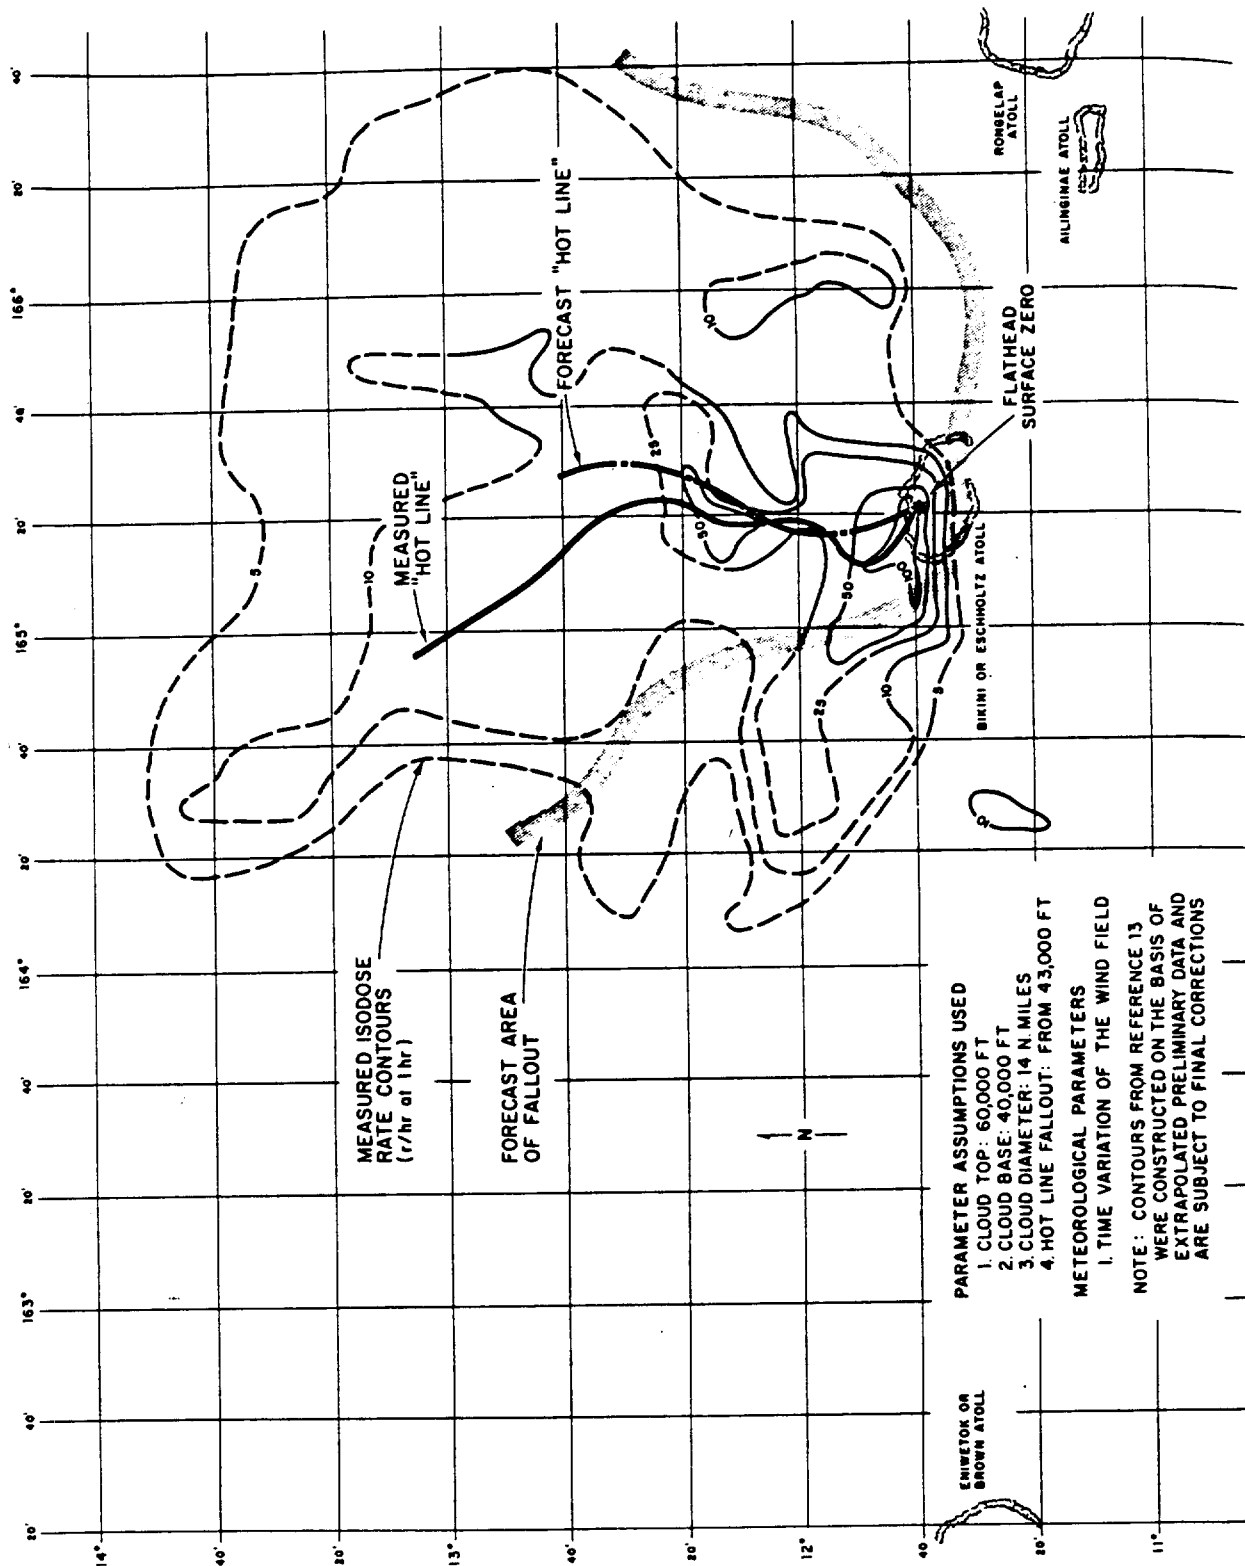 14°
40'
20'
13°
40'
20'
12°
40'
20'
11°
20'
40'
163°
20'
40'
164°
20'
40'
165°
20'
40'
166°
20'
40'
MEASURED ISODOSE
RATE CONTOURS
(r/hr at 1 hr)
FORECAST AREA
OF FALLOUT
MEASURED
"HOT LINE"
FORECAST "HOT LINE"
5
10
25
50
10
50
100
25
10
5
10
N
FLATHEAD
SURFACE ZERO
BIKINI OR ESCHHOLTZ ATOLL
RONGELAP
ATOLL
AILINGINAE ATOLL
ENIWETOK OR
BROWN ATOLL
PARAMETER ASSUMPTIONS USED
1. CLOUD TOP: 60,000 FT
2. CLOUD BASE: 40,000 FT
3. CLOUD DIAMETER: 14 N. MILES
4. HOT LINE FALLOUT: FROM 43,000 FT
METEOROLOGICAL PARAMETERS
1. TIME VARIATION OF THE WIND FIELD
NOTE: CONTOURS FROM REFERENCE 13
WERE CONSTRUCTED ON THE BASIS OF
EXTRAPOLATED PRELIMINARY DATA AND
ARE SUBJECT TO FINAL CORRECTIONS